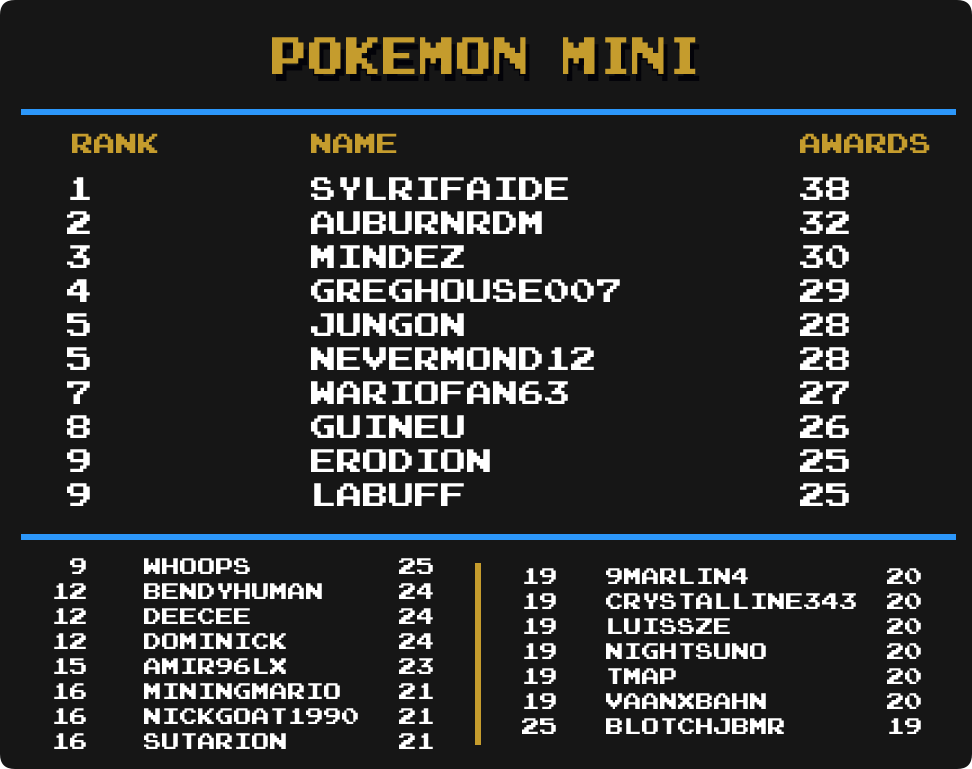 POKEMON MINI
RANK NAME AWARDS
1 SYLRIFAIDE 38
2 AUBURNRDM 32
3 MINDEZ 30
4 GREGHOUSE007 29
5 JUNGON 28
5 NEVERMOND12 28
7 WARIOFAN63 27
8 GUINEU 26
9 ERODION 25
9 LABUFF 25
9 WHOOPS 25
12 BENDYHUMAN 24
12 DEECEE 24
12 DOMINICK 24
15 AMIR96LX 23
16 MININGMARIO 21
16 NICKGOAT1990 21
16 SUTARION 21
19 9MARLIN4 20
19 CRYSTALLINE343 20
19 LUISSZE 20
19 NIGHTSUNO 20
19 TMAP 20
19 VAANXBAHN 20
25 BLOTCHJBMR 19